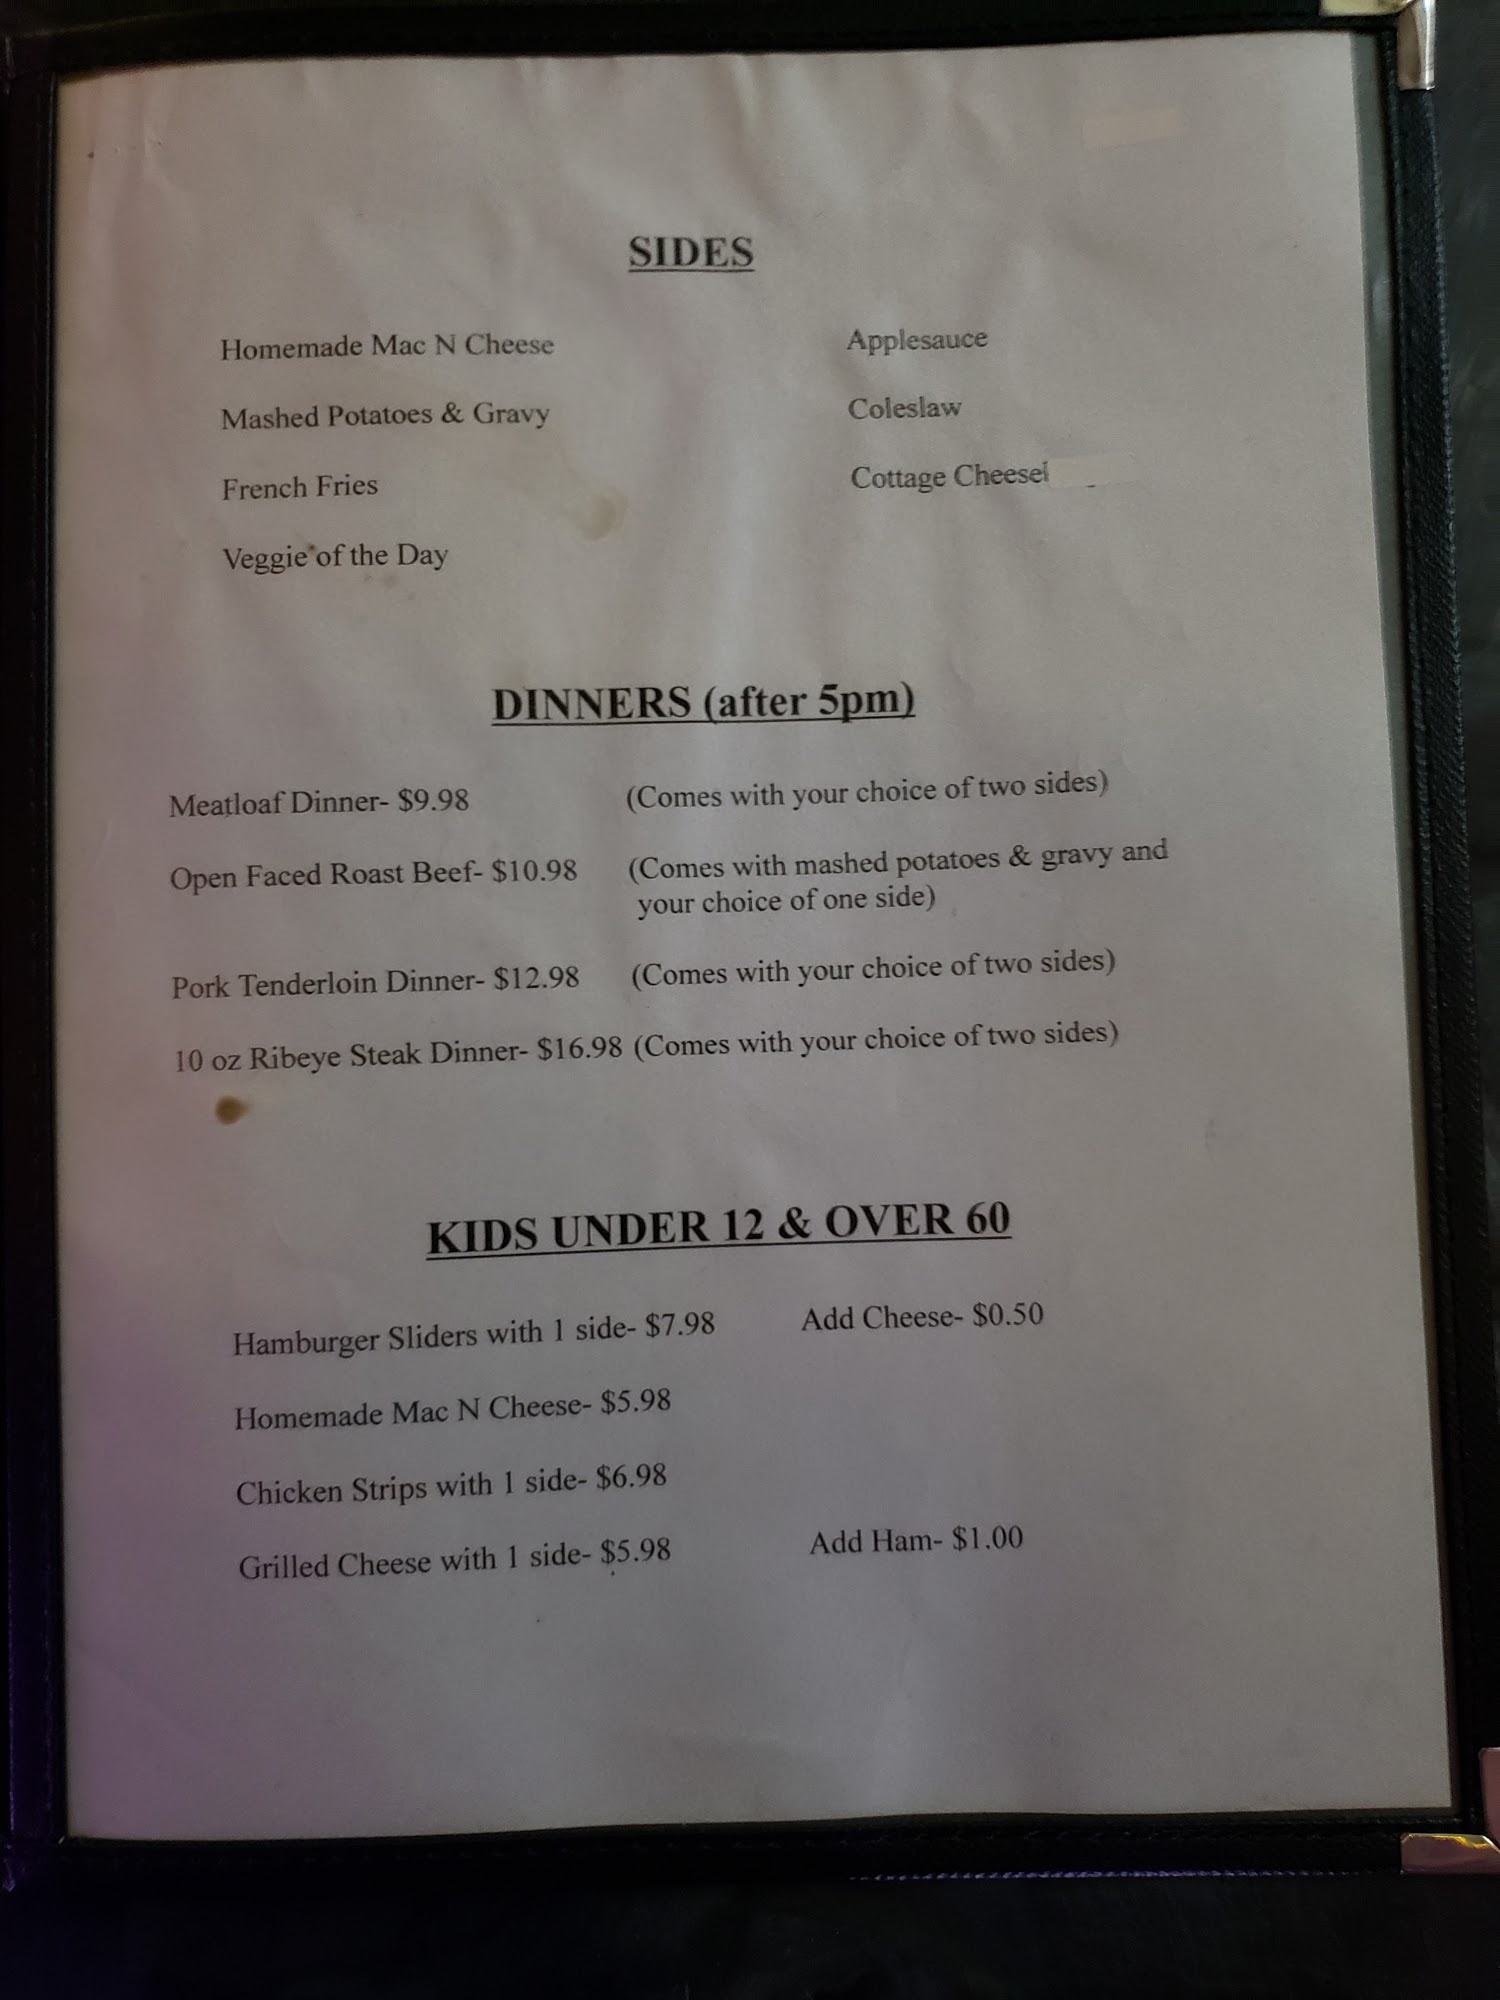 SIDES
Homemade Mac N Cheese Applesauce
Mashed Potatoes & Gravy Coleslaw
French Fries Cottage Cheese
Veggie of the Day
DINNERS (after 5pm)
Meatloaf Dinner- $9.98 (Comes with your choice of two sides)
Open Faced Roast Beef- $10.98 (Comes with mashed potatoes & gravy and
your choice of one side)
Pork Tenderloin Dinner- $12.98 (Comes with your choice of two sides)
10 oz Ribeye Steak Dinner- $16.98 (Comes with your choice of two sides)
KIDS UNDER 12 & OVER 60
Hamburger Sliders with 1 side- $7.98 Add Cheese- $0.50
Homemade Mac N Cheese- $5.98
Chicken Strips with 1 side- $6.98
Grilled Cheese with 1 side- $5.98 Add Ham- $1.00